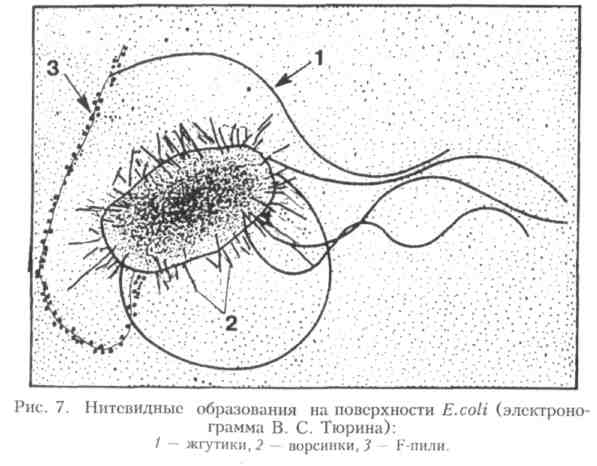 3
1
2
Рис. 7. Нитевидные образования на поверхности E.coli (электроно-
грамма В. С. Тюрина):
1 — жгутики, 2 — ворсинки, 3 — F-пили.